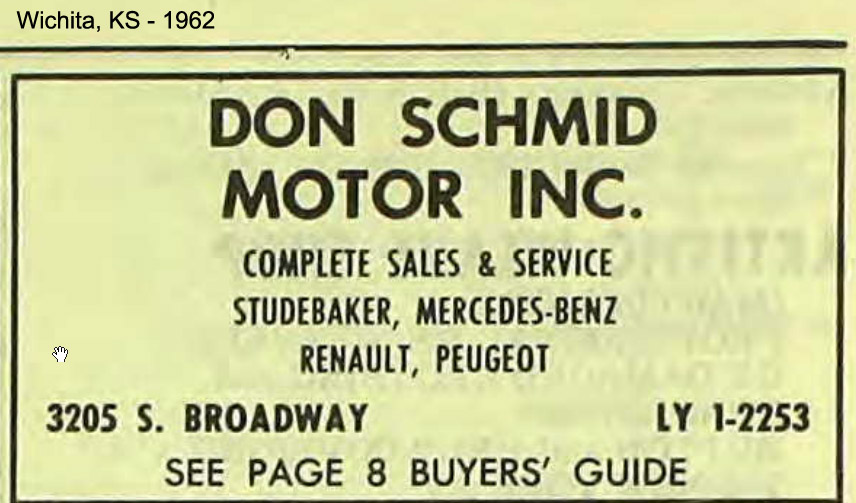 Wichita, KS - 1962
DON SCHMID
MOTOR INC.
COMPLETE SALES & SERVICE
STUDEBAKER, MERCEDES-BENZ
RENAULT, PEUGEOT
3205 S. BROADWAY LY 1-2253
SEE PAGE 8 BUYERS' GUIDE